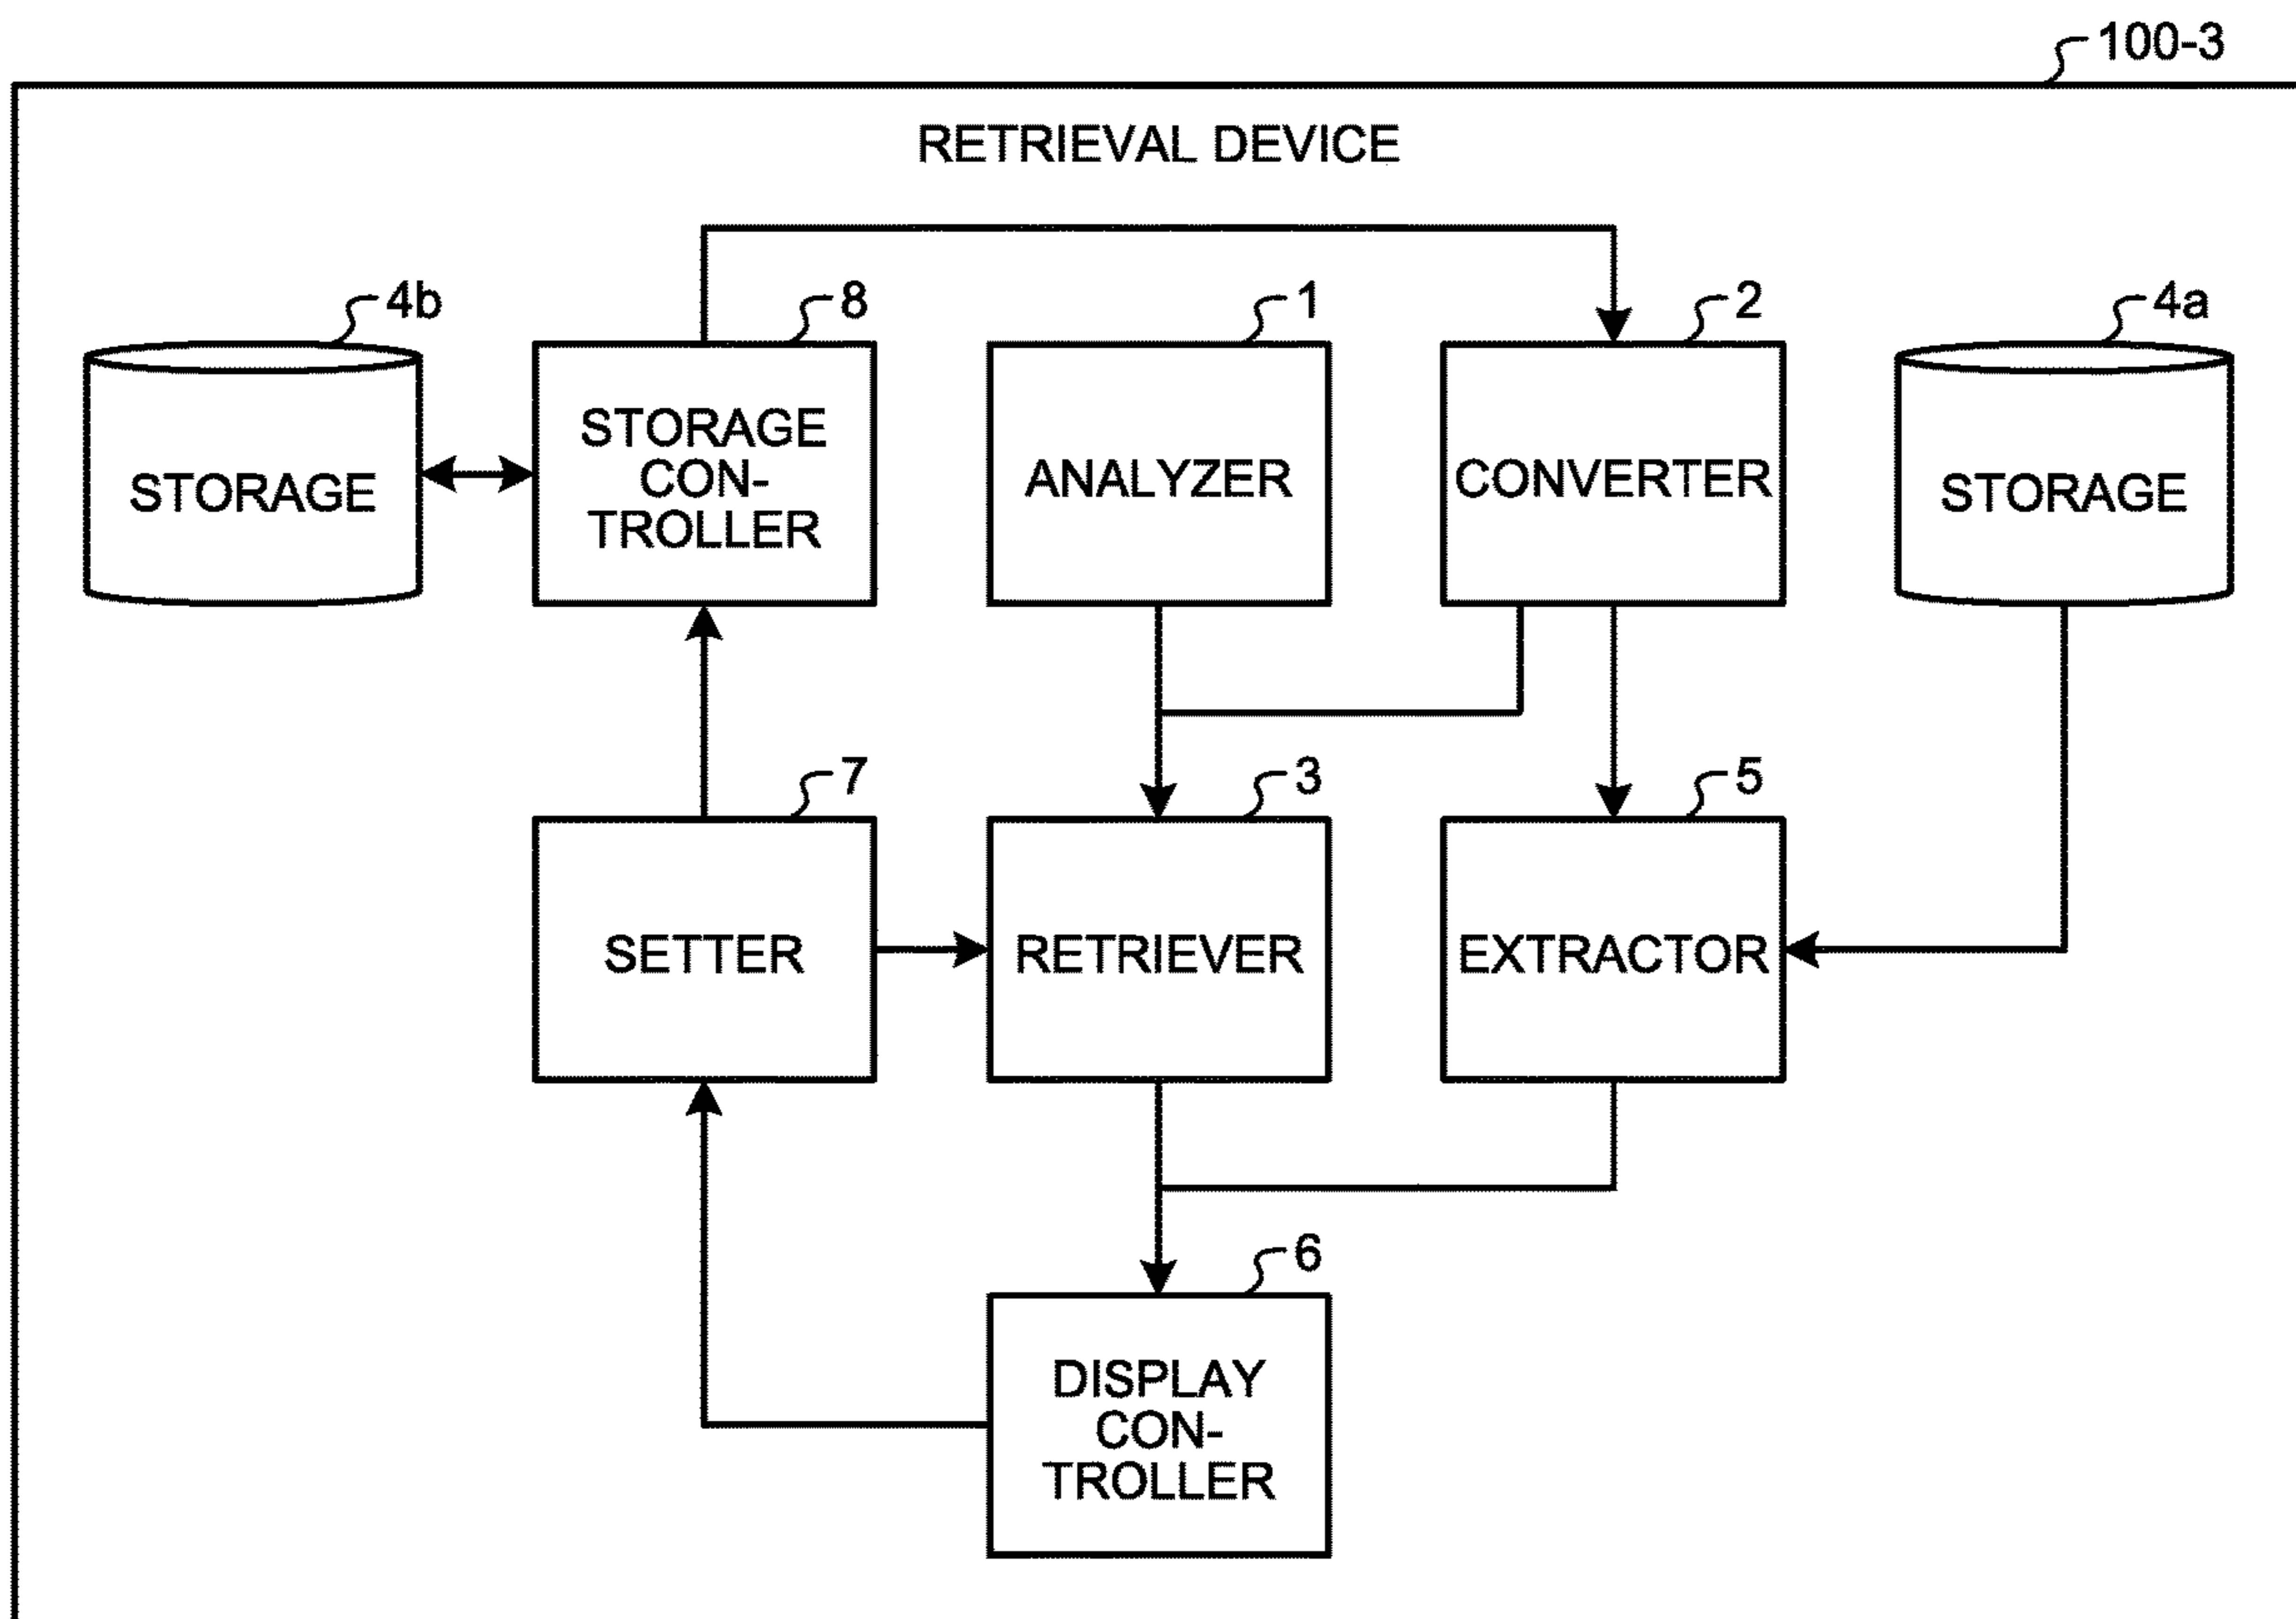 100-3
RETRIEVAL DEVICE
4b
8
1
2
4a
STORAGE
STORAGE
CON-
TROLLER
ANALYZER
CONVERTER
STORAGE
7
3
5
SETTER
RETRIEVER
EXTRACTOR
6
DISPLAY
CON-
TROLLER